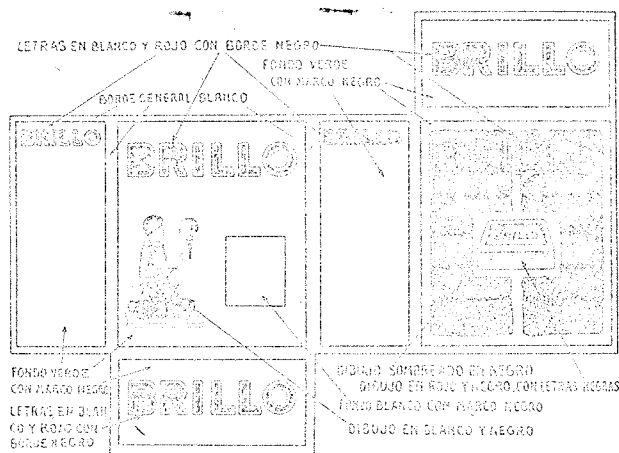 LETRAS EN BLANCO Y ROJO CON BORDE NEGRO
BRILLO
FONDO VERDE
CON MARCO NEGRO
BORDE GENERAL BLANCO
BRILLO
BRILLO
BRILLO
BRILLO
FONDO VERDE
CON MARCO NEGRO
LETRAS EN BLAN
CO Y ROJO CON
BORDE NEGRO
BRILLO
DIBUJO SOMBREADO EN NEGRO
DIBUJO EN ROJO Y NEGRO, CON LETRAS NEGRAS
FONDO BLANCO CON MARCO NEGRO
DIBUJO EN BLANCO Y NEGRO